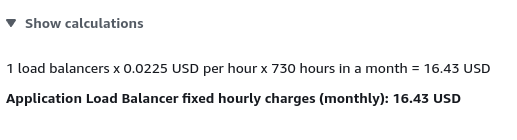 Show calculations
1 load balancers x 0.0225 USD per hour x 730 hours in a month = 16.43 USD
Application Load Balancer fixed hourly charges (monthly): 16.43 USD